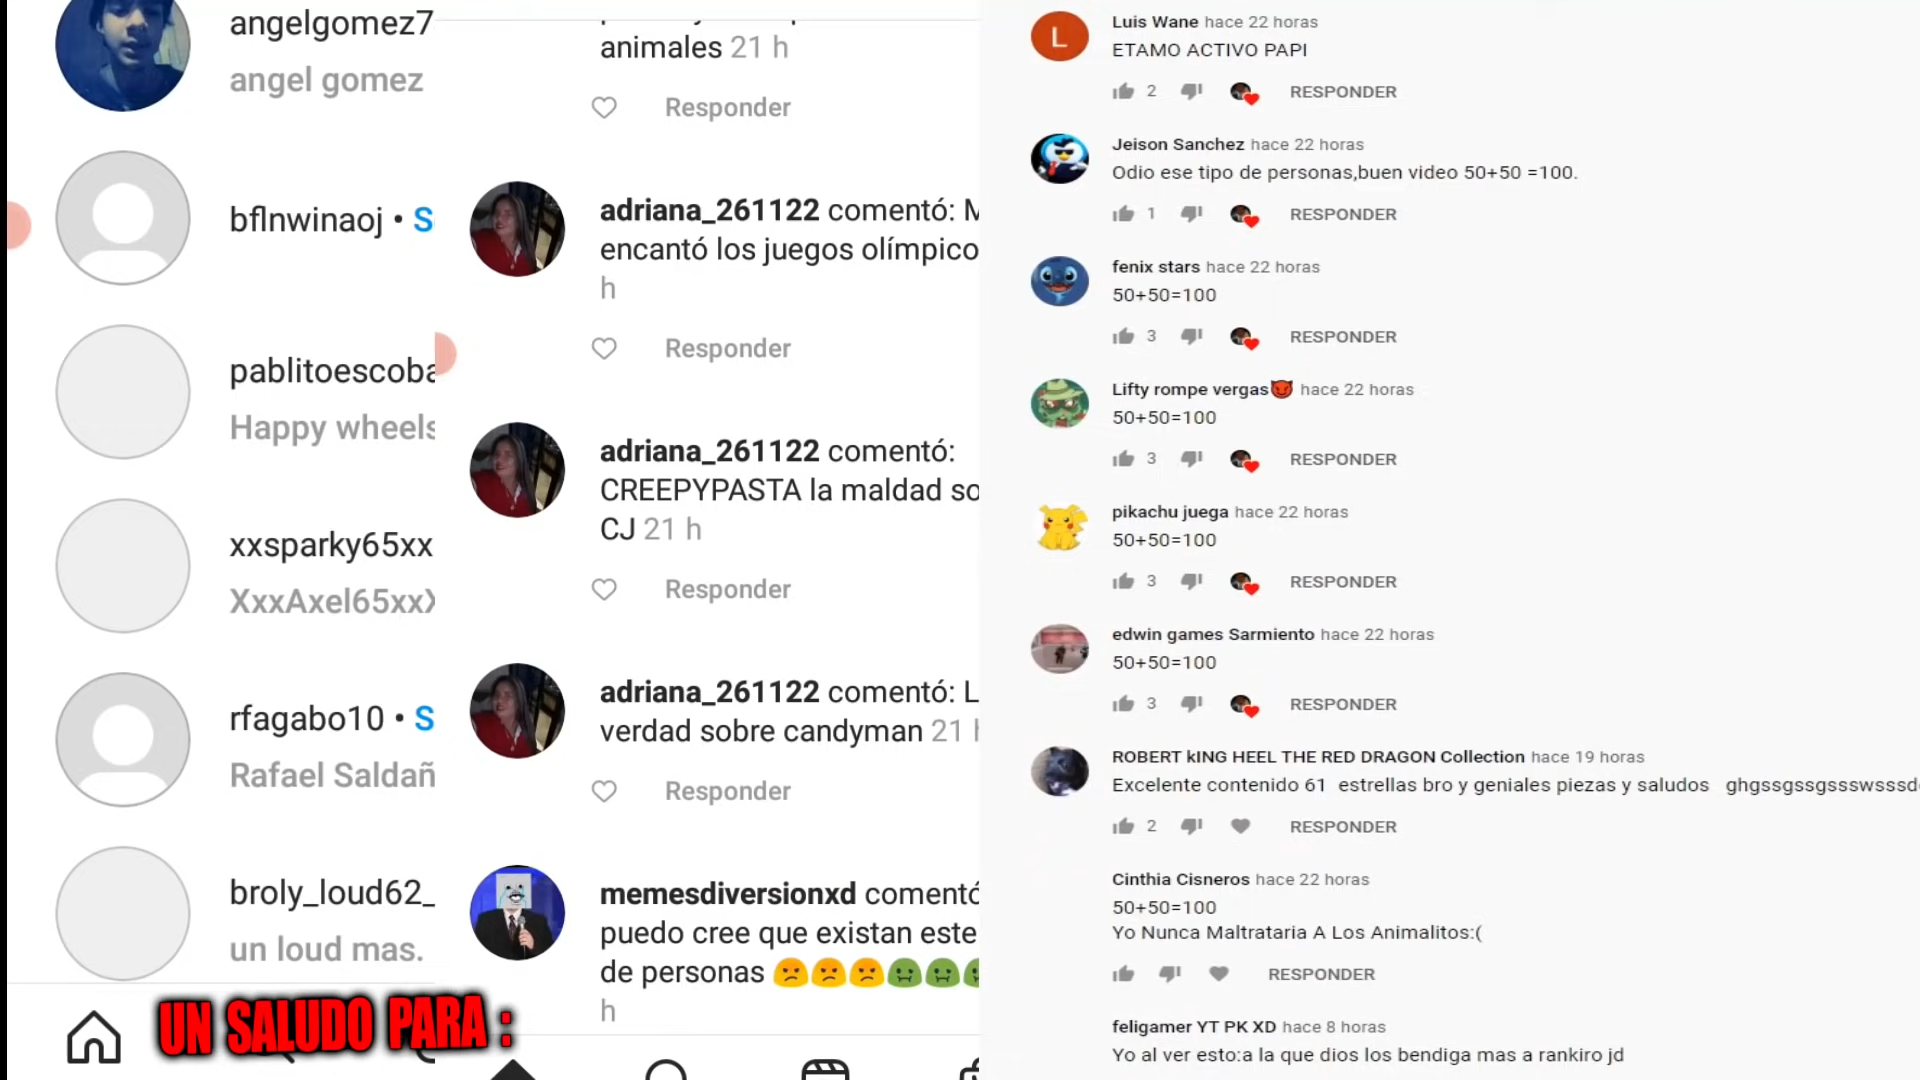 angelgomez7
angel gomez
bflnwinaoj • S
pablitoescoba
Happy wheels
xxsparky65xx
XxxAxel65xxX
rfagabo10 • S
Rafael Saldañ
broly_loud62_
un loud mas.
UN SALUDO PARA :
animales 21 h
Responder
adriana_261122 comentó: M
encantó los juegos olímpico
h
Responder
adriana_261122 comentó:
CREEPYPASTA la maldad so
CJ 21 h
Responder
adriana_261122 comentó: L
verdad sobre candyman 21 h
Responder
memesdiversionxd comentó
puedo cree que existan este
de personas 😠😠😠🤢🤢🤢
h
Luis Wane hace 22 horas
ETAMO ACTIVO PAPI
2 RESPONDER
Jeison Sanchez hace 22 horas
Odio ese tipo de personas,buen video 50+50 =100.
1 RESPONDER
fenix stars hace 22 horas
50+50=100
3 RESPONDER
Lifty rompe vergas😈 hace 22 horas
50+50=100
3 RESPONDER
pikachu juega hace 22 horas
50+50=100
3 RESPONDER
edwin games Sarmiento hace 22 horas
50+50=100
3 RESPONDER
ROBERT kING HEEL THE RED DRAGON Collection hace 19 horas
Excelente contenido 61 estrellas bro y geniales piezas y saludos ghgssgssgssswsssd
2 RESPONDER
Cinthia Cisneros hace 22 horas
50+50=100
Yo Nunca Maltrataria A Los Animalitos:(
RESPONDER
feligamer YT PK XD hace 8 horas
Yo al ver esto:a la que dios los bendiga mas a rankiro jd